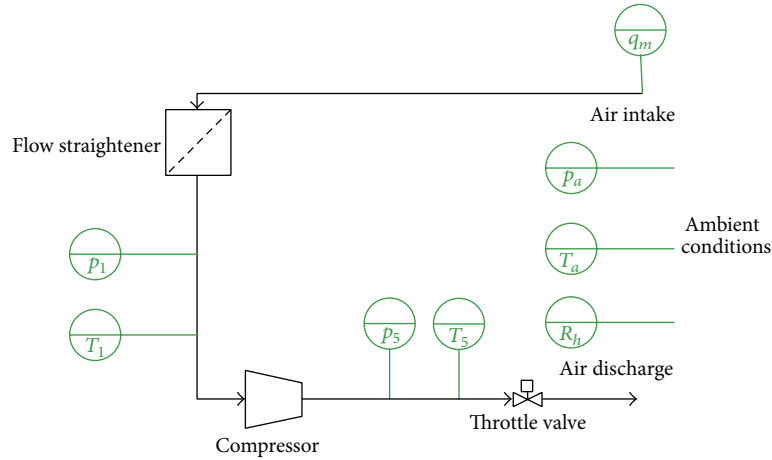 q_m
Air intake
Flow straightener
p_a
Ambient
conditions
p_1
T_a
T_1
p_5
T_5
R_h
Air discharge
Compressor
Throttle valve